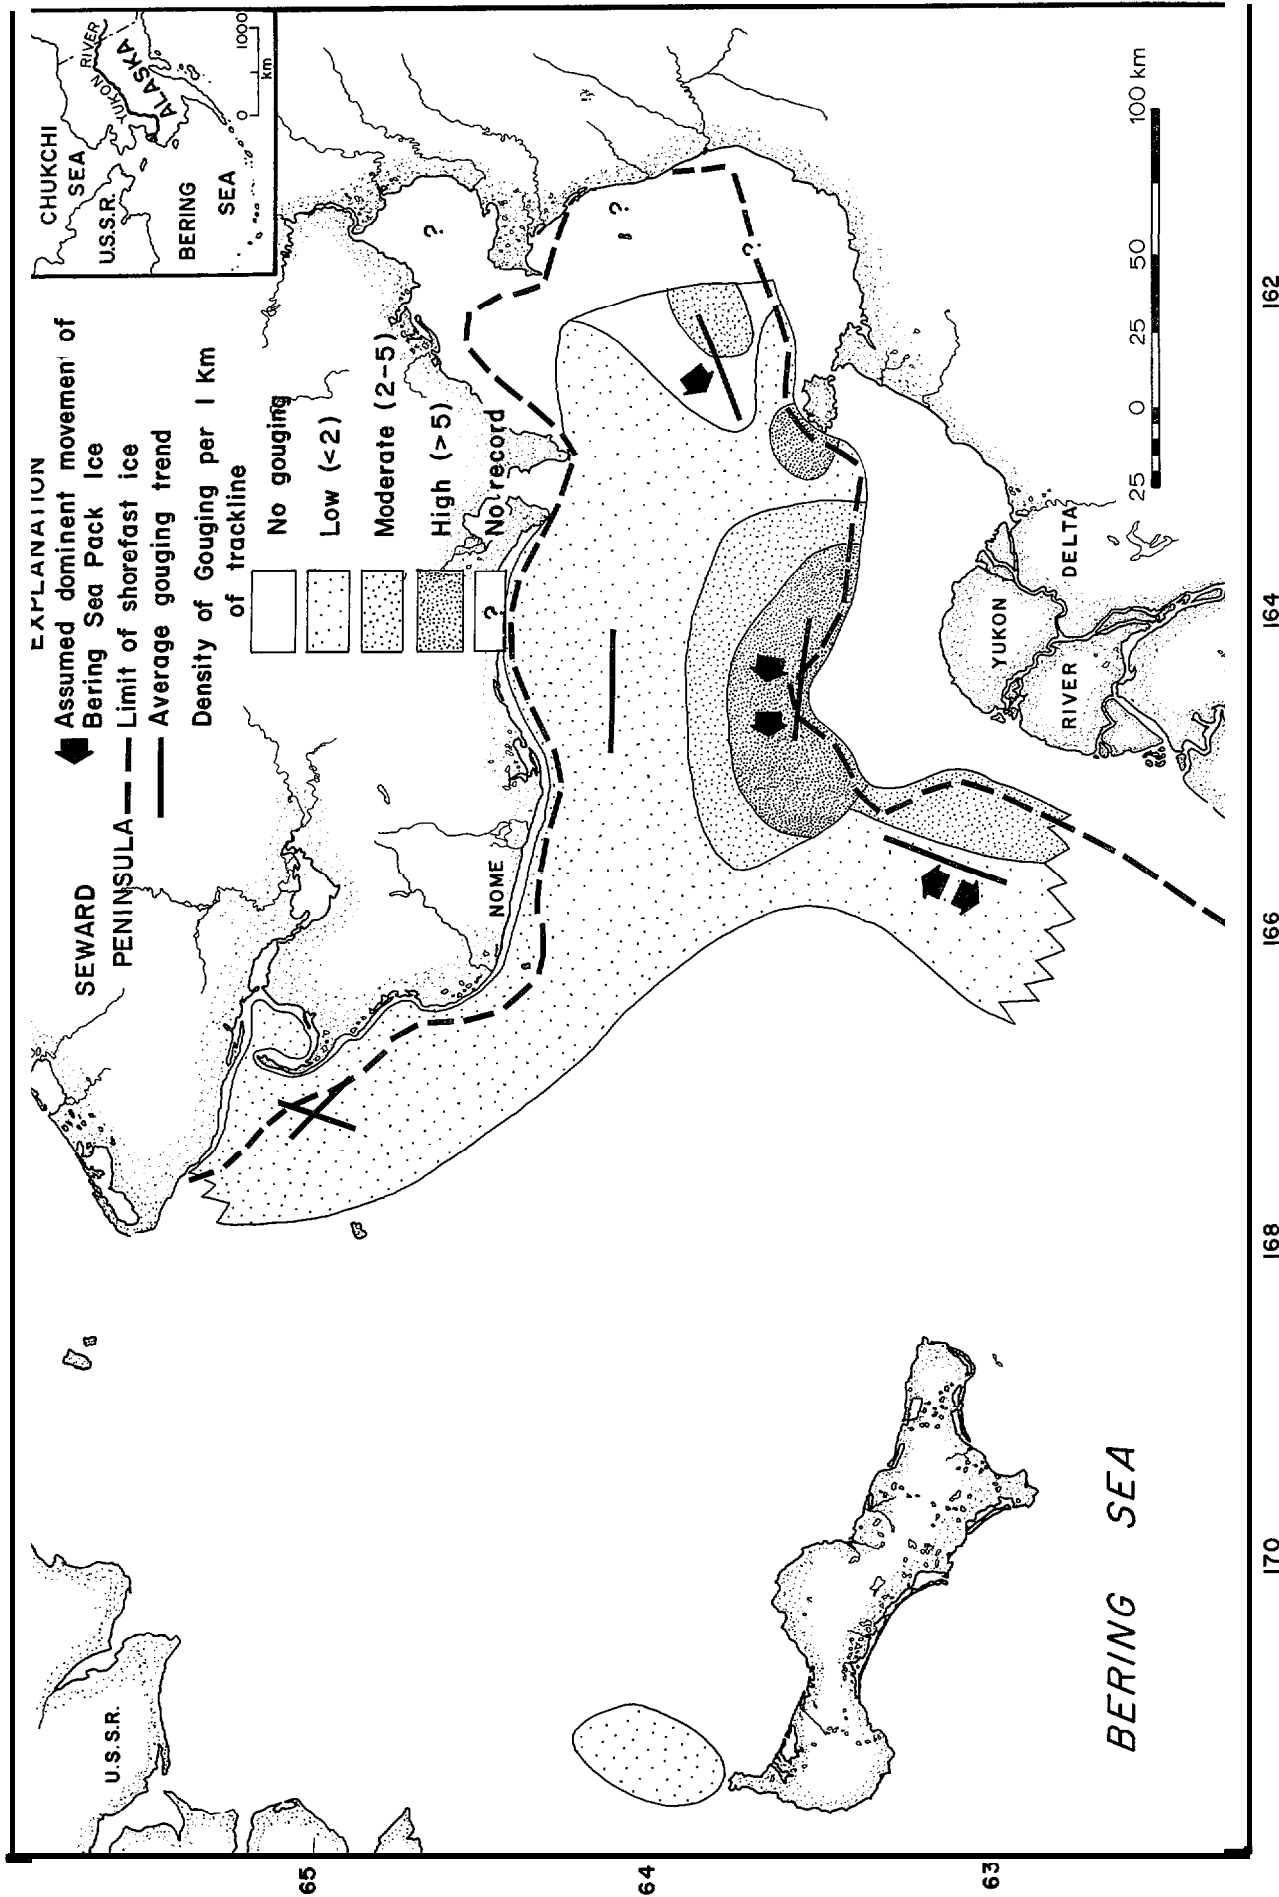 EXPLANATION
Assumed dominent movement of
Bering Sea Pack Ice
Limit of shorefast ice
Average gouging trend
Density of Gouging per 1 Km
of trackline
No gouging
Low (<2)
Moderate (2-5)
High (>5)
? No record
CHUKCHI
SEA
U.S.S.R.
YUKON RIVER
ALASKA
BERING
SEA
0 1000
km
SEWARD
PENINSULA
NOME
U.S.S.R.
?
?
?
YUKON
RIVER
DELTA
BERING SEA
25 0 25 50 100 km
65
64
63
170
168
166
164
162